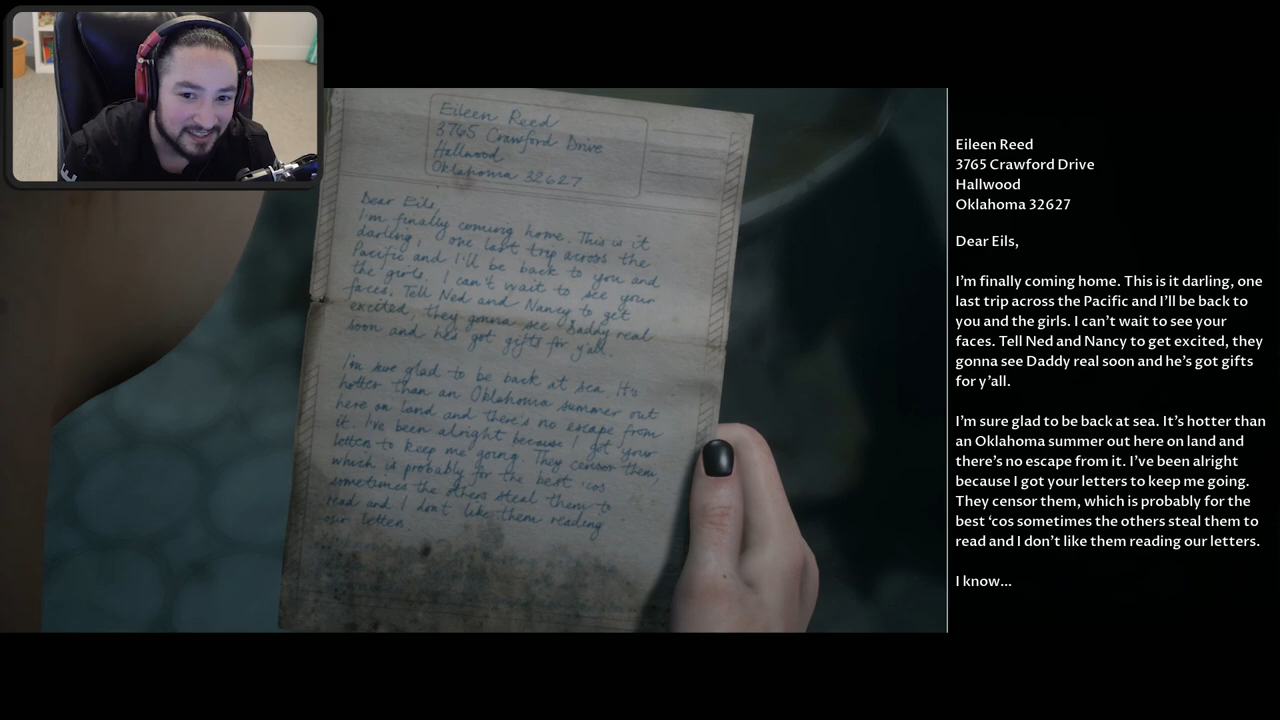 Eileen Reed
3765 Crawford Drive
Hallwood
Oklahoma 32627
Dear Eils,
I'm finally coming home. This is it
darling, one last trip across the
Pacific and I'll be back to you and
the girls. I can't wait to see your
faces. Tell Ned and Nancy to get
excited, they gonna see Daddy real
soon and he's got gifts for y'all.
I'm sure glad to be back at sea. It's
hotter than an Oklahoma summer out
here on land and there's no escape from
it. I've been alright because I got your
letters to keep me going. They censor them,
which is probably for the best 'cos
sometimes the others steal them to
read and I don't like them reading
our letters.
Eileen Reed
3765 Crawford Drive
Hallwood
Oklahoma 32627
Dear Eils,
I'm finally coming home. This is it darling, one
last trip across the Pacific and I'll be back to
you and the girls. I can't wait to see your
faces. Tell Ned and Nancy to get excited, they
gonna see Daddy real soon and he's got gifts
for y'all.
I'm sure glad to be back at sea. It's hotter than
an Oklahoma summer out here on land and
there's no escape from it. I've been alright
because I got your letters to keep me going.
They censor them, which is probably for the
best 'cos sometimes the others steal them to
read and I don't like them reading our letters.
I know...